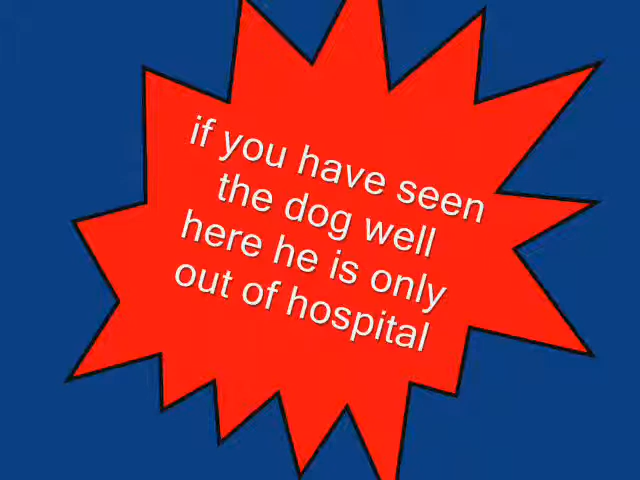 if you have seen
the dog well
here he is only
out of hospital